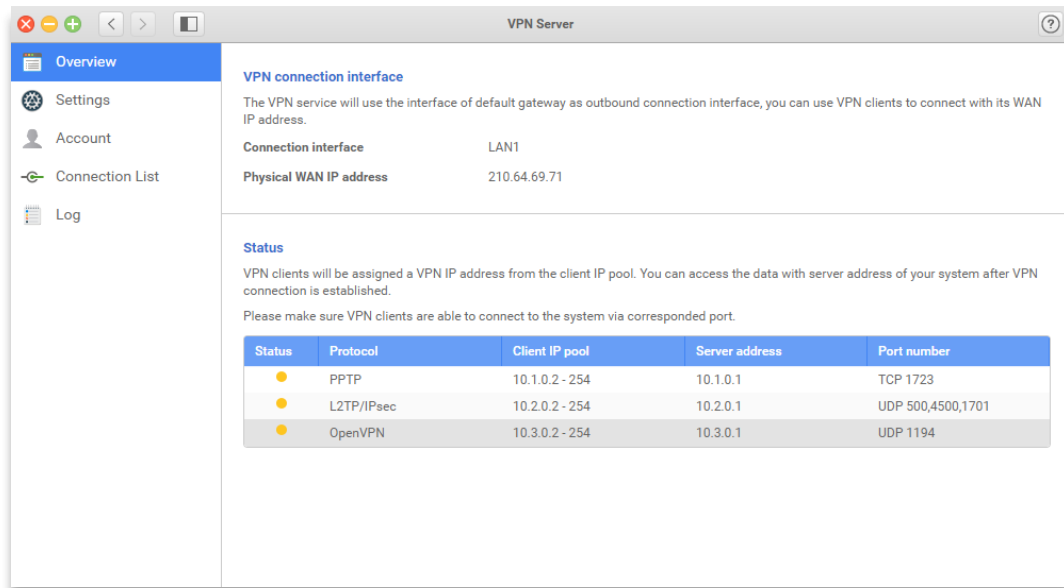 VPN Server
Overview
Settings
Account
Connection List
Log
VPN connection interface
The VPN service will use the interface of default gateway as outbound connection interface, you can use VPN clients to connect with its WAN
IP address.
Connection interface LAN1
Physical WAN IP address 210.64.69.71
Status
VPN clients will be assigned a VPN IP address from the client IP pool. You can access the data with server address of your system after VPN
connection is established.
Please make sure VPN clients are able to connect to the system via corresponded port.
Status Protocol Client IP pool Server address Port number
PPTP 10.1.0.2 - 254 10.1.0.1 TCP 1723
L2TP/IPsec 10.2.0.2 - 254 10.2.0.1 UDP 500,4500,1701
OpenVPN 10.3.0.2 - 254 10.3.0.1 UDP 1194